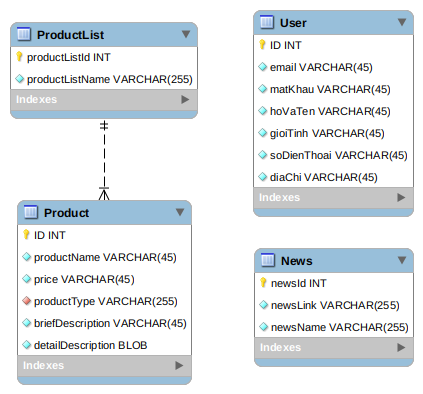 ProductList
productListId INT
productListName VARCHAR(255)
Indexes
Product
ID INT
productName VARCHAR(45)
price VARCHAR(45)
productType VARCHAR(255)
briefDescription VARCHAR(45)
detailDescription BLOB
Indexes
User
ID INT
email VARCHAR(45)
matKhau VARCHAR(45)
hoVaTen VARCHAR(45)
gioiTinh VARCHAR(45)
soDienThoai VARCHAR(45)
diaChi VARCHAR(45)
Indexes
News
newsId INT
newsLink VARCHAR(255)
newsName VARCHAR(255)
Indexes